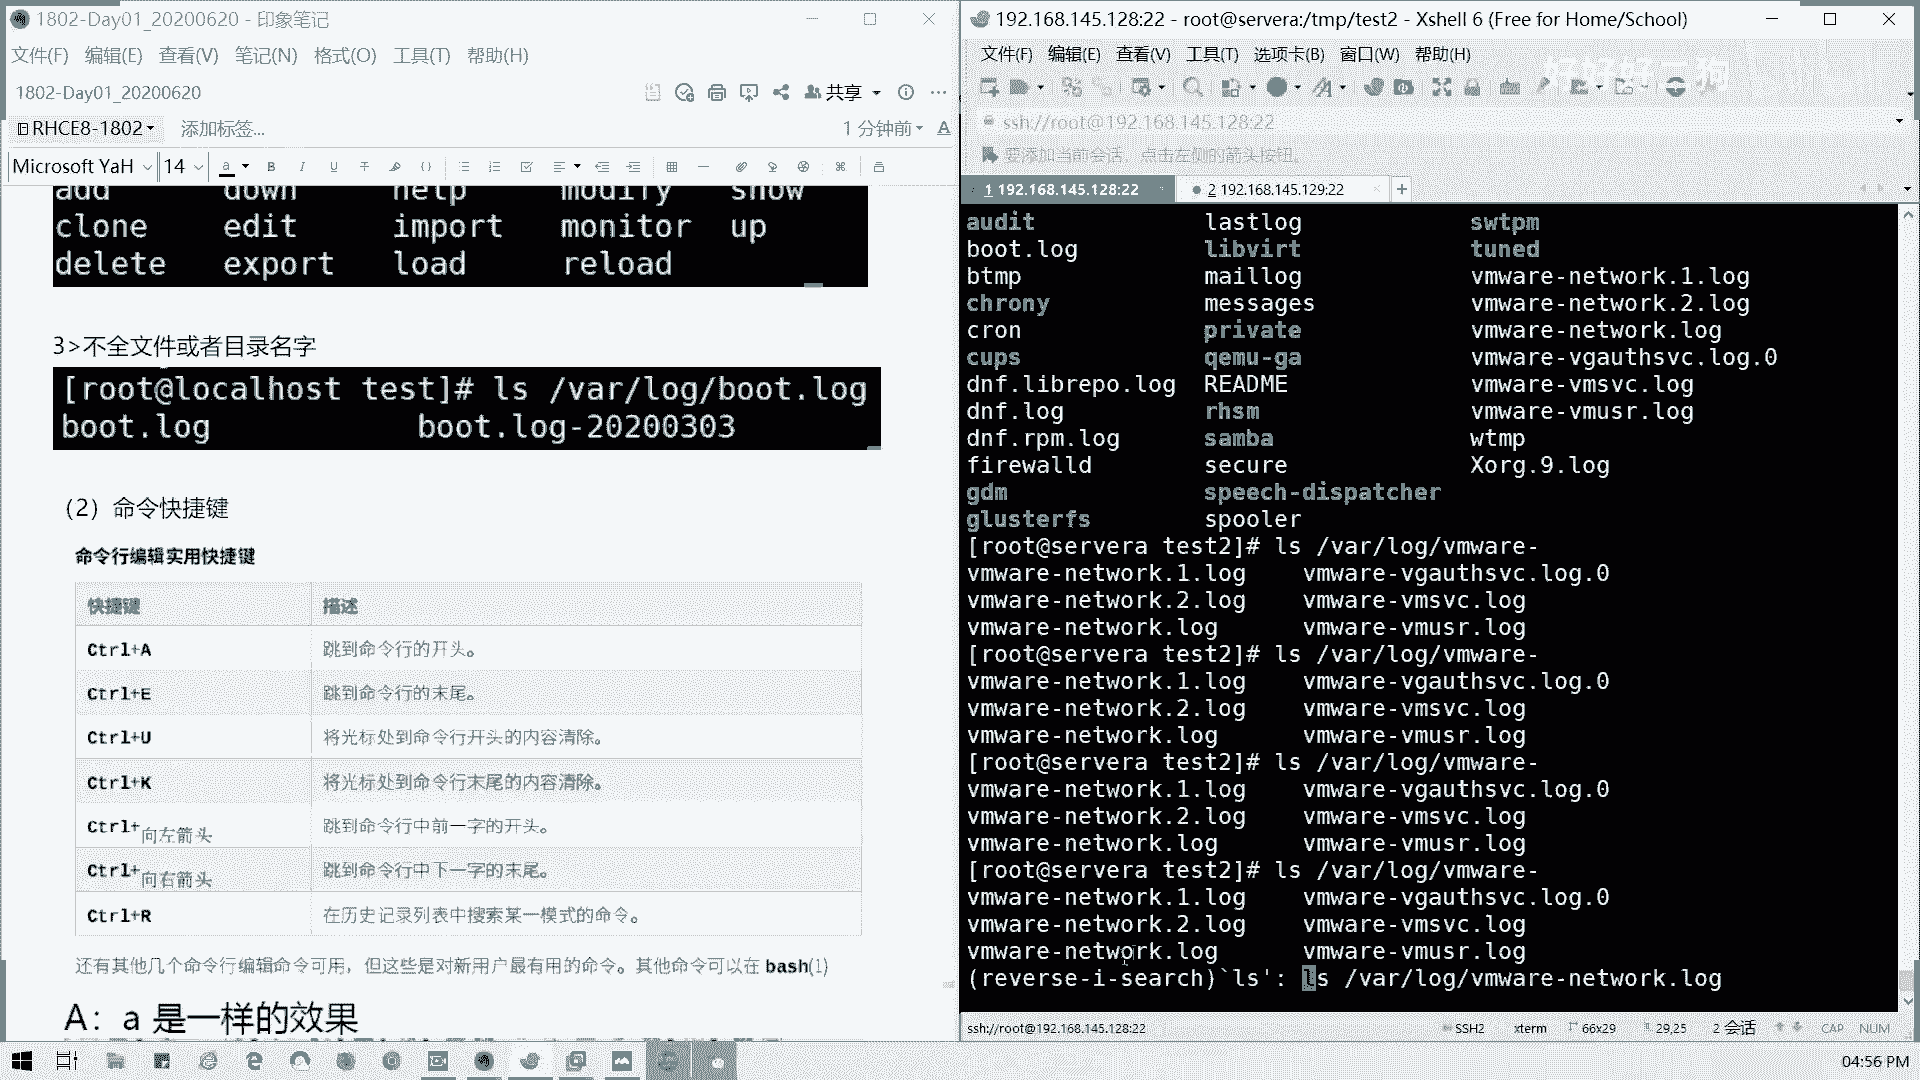 1802-Day01_20200620 - 印象笔记
文件(F) 编辑(E) 查看(V) 笔记(N) 格式(O) 工具(T) 帮助(H)
1802-Day01_20200620
共享
RHCE8-1802 添加标签...
1 分钟前
Microsoft YaH 14
add down help modify show
clone edit import monitor up
delete export load reload
3>不全文件或者目录名字
[root@localhost test]# ls /var/log/boot.log
boot.log boot.log-20200303
（2）命令快捷键
命令行编辑实用快捷键
快捷键 描述
Ctrl+A 跳到命令行的开头。
Ctrl+E 跳到命令行的末尾。
Ctrl+U 将光标处到命令行开头的内容清除。
Ctrl+K 将光标处到命令行末尾的内容清除。
Ctrl+向左箭头 跳到命令行中前一字的开头。
Ctrl+向右箭头 跳到命令行中下一字的末尾。
Ctrl+R 在历史记录列表中搜索某一模式的命令。
还有其他几个命令行编辑命令可用，但这些是对新用户最有用的命令。其他命令可以在 bash(1)
A：a 是一样的效果
192.168.145.128:22 - root@servera:/tmp/test2 - Xshell 6 (Free for Home/School)
文件(F) 编辑(E) 查看(V) 工具(T) 选项卡(B) 窗口(W) 帮助(H)
ssh://root@192.168.145.128:22
要添加当前会话，点击左侧的箭头按钮。
1 192.168.145.128:22 2 192.168.145.129:22
audit lastlog swtpm
boot.log libvirt tuned
btmp maillog vmware-network.1.log
chrony messages vmware-network.2.log
cron private vmware-network.log
cups qemu-ga vmware-vgauthsvc.log.0
dnf.librepo.log README vmware-vmsvc.log
dnf.log rhsm vmware-vmusr.log
dnf.rpm.log samba wtmp
firewalld secure Xorg.9.log
gdm speech-dispatcher
glusterfs spooler
[root@servera test2]# ls /var/log/vmware-
vmware-network.1.log vmware-vgauthsvc.log.0
vmware-network.2.log vmware-vmsvc.log
vmware-network.log vmware-vmusr.log
[root@servera test2]# ls /var/log/vmware-
vmware-network.1.log vmware-vgauthsvc.log.0
vmware-network.2.log vmware-vmsvc.log
vmware-network.log vmware-vmusr.log
[root@servera test2]# ls /var/log/vmware-
vmware-network.1.log vmware-vgauthsvc.log.0
vmware-network.2.log vmware-vmsvc.log
vmware-network.log vmware-vmusr.log
[root@servera test2]# ls /var/log/vmware-
vmware-network.1.log vmware-vgauthsvc.log.0
vmware-network.2.log vmware-vmsvc.log
vmware-network.log vmware-vmusr.log
(reverse-i-search)`ls': ls /var/log/vmware-network.log
ssh://root@192.168.145.128:22 SSH2 xterm 66x29 29,25 2 会话 CAP NUM
04:56 PM